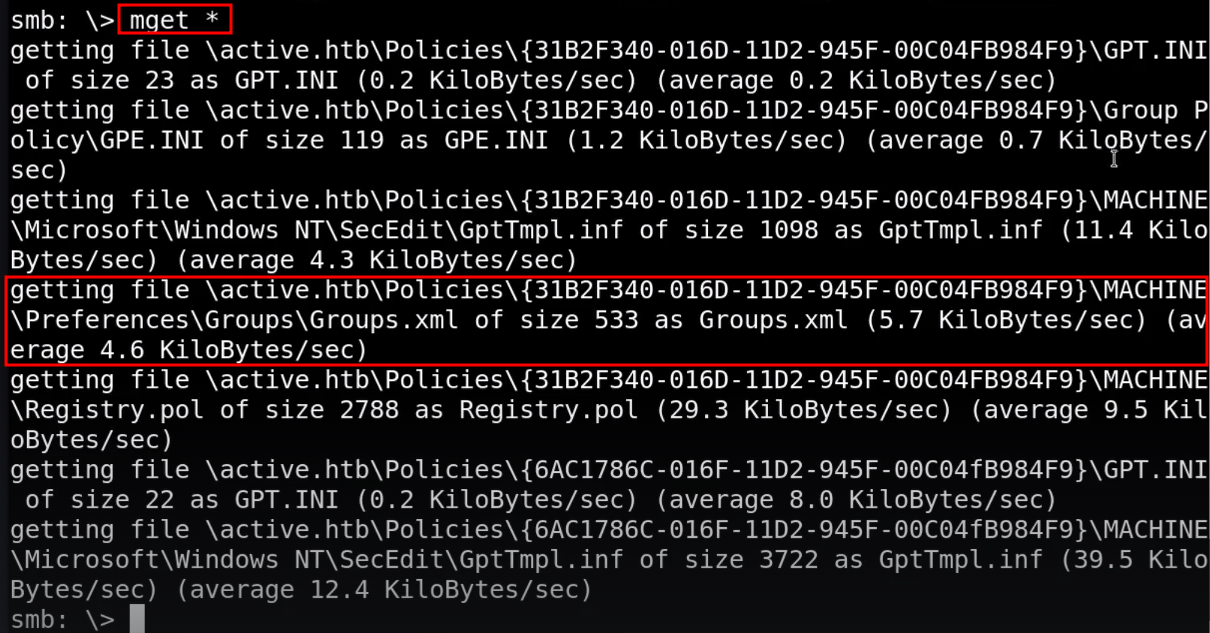 smb: \> mget *
getting file \active.htb\Policies\{31B2F340-016D-11D2-945F-00C04FB984F9}\GPT.INI
 of size 23 as GPT.INI (0.2 KiloBytes/sec) (average 0.2 KiloBytes/sec)
getting file \active.htb\Policies\{31B2F340-016D-11D2-945F-00C04FB984F9}\Group P
olicy\GPE.INI of size 119 as GPE.INI (1.2 KiloBytes/sec) (average 0.7 KiloBytes/
sec)
getting file \active.htb\Policies\{31B2F340-016D-11D2-945F-00C04FB984F9}\MACHINE
\Microsoft\Windows NT\SecEdit\GptTmpl.inf of size 1098 as GptTmpl.inf (11.4 Kilo
Bytes/sec) (average 4.3 KiloBytes/sec)
getting file \active.htb\Policies\{31B2F340-016D-11D2-945F-00C04FB984F9}\MACHINE
\Preferences\Groups\Groups.xml of size 533 as Groups.xml (5.7 KiloBytes/sec) (av
erage 4.6 KiloBytes/sec)
getting file \active.htb\Policies\{31B2F340-016D-11D2-945F-00C04FB984F9}\MACHINE
\Registry.pol of size 2788 as Registry.pol (29.3 KiloBytes/sec) (average 9.5 Kil
oBytes/sec)
getting file \active.htb\Policies\{6AC1786C-016F-11D2-945F-00C04fB984F9}\GPT.INI
 of size 22 as GPT.INI (0.2 KiloBytes/sec) (average 8.0 KiloBytes/sec)
getting file \active.htb\Policies\{6AC1786C-016F-11D2-945F-00C04fB984F9}\MACHINE
\Microsoft\Windows NT\SecEdit\GptTmpl.inf of size 3722 as GptTmpl.inf (39.5 Kilo
Bytes/sec) (average 12.4 KiloBytes/sec)
smb: \>